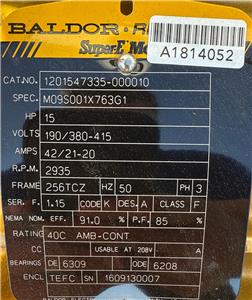 BALDOR
Super-E
A1814052
CAT.NO. 1201547335-000010
SPEC. M09S001X763G1
HP 15
VOLTS 190/380-415
AMPS 42/21-20
R.P.M. 2935
FRAME 256TCZ HZ 50 PH 3
SER. F. 1.15 CODE K DES. A CLASS F
NEMA NOM. EFF. 91.0 % P.F. 85 %
RATING 40C AMB-CONT
CC USABLE AT 208V A
BEARINGS DE 6309 ODE 6208
ENCL TEFC SN 1609130007